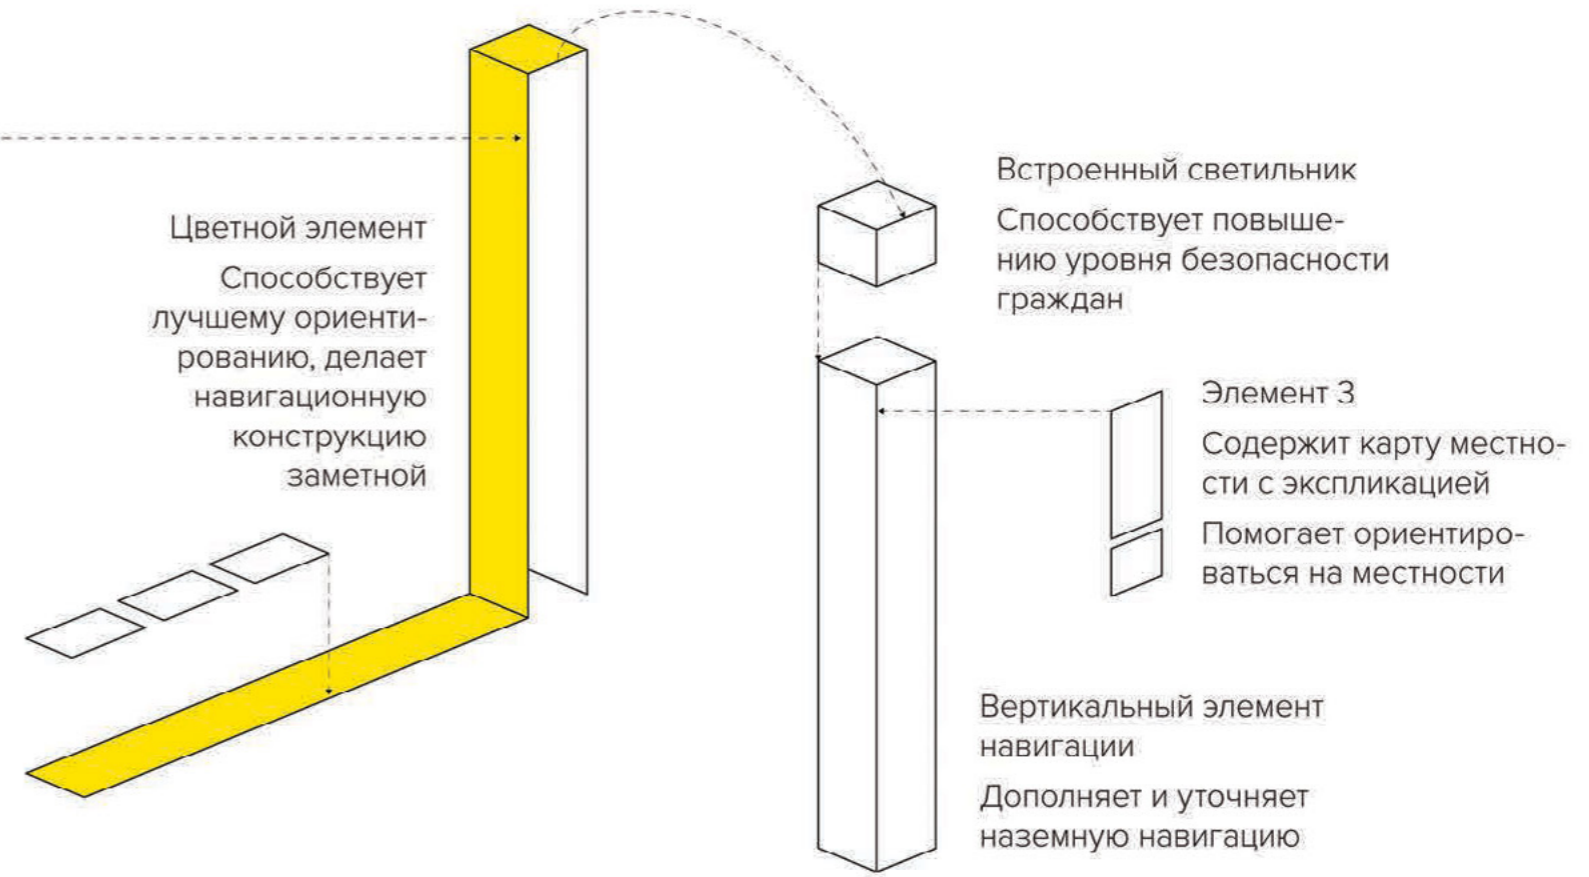 Цветной элемент
Способствует
лучшему ориенти-
рованию, делает
навигационную
конструкцию
заметной
Встроенный светильник
Способствует повыше-
нию уровня безопасности
граждан
Элемент 3
Содержит карту местно-
сти с экспликацией
Помогает ориентиро-
ваться на местности
Вертикальный элемент
навигации
Дополняет и уточняет
наземную навигацию